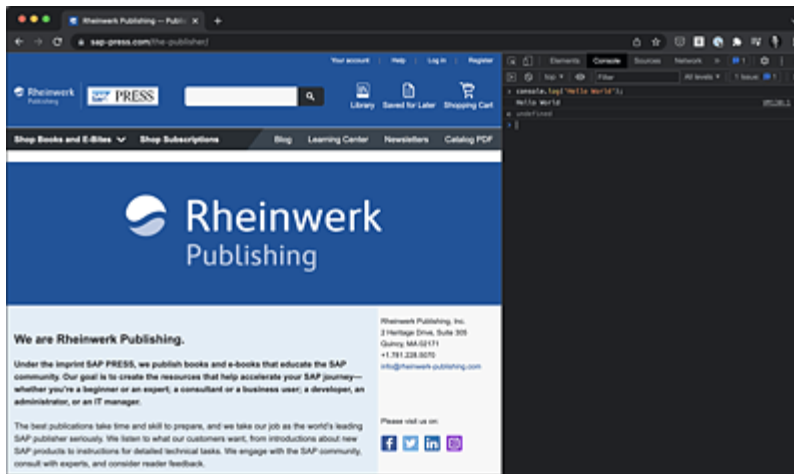 Rheinwerk Publishing — Public
sap-press.com/the-publisher/
Your account | Help | Log in | Register
Rheinwerk
Publishing
SAP PRESS
Library Saved for Later Shopping Cart
Shop Books and E-Bites Shop Subscriptions Blog Learning Center Newsletters Catalog PDF
Rheinwerk
Publishing
We are Rheinwerk Publishing.
Under the imprint SAP PRESS, we publish books and e-books that educate the SAP
community. Our goal is to create the resources that help accelerate your SAP journey—
whether you're a beginner or an expert; a consultant or a business user; a developer, an
administrator, or an IT manager.
The best publications take time and skill to prepare, and we take our job as the world's leading
SAP publisher seriously. We listen to what our customers want, from introductions about new
SAP products to instructions for detailed technical tasks. We engage with the SAP community,
consult with experts, and consider reader feedback.
Rheinwerk Publishing, Inc.
2 Heritage Drive, Suite 305
Quincy, MA 02171
+1.781.228.5070
info@rheinwerk-publishing.com
Please visit us on:
Elements Console Sources Network » 1
top Filter All levels 1 Issue: 1
console.log("Hello World");
Hello World
undefined